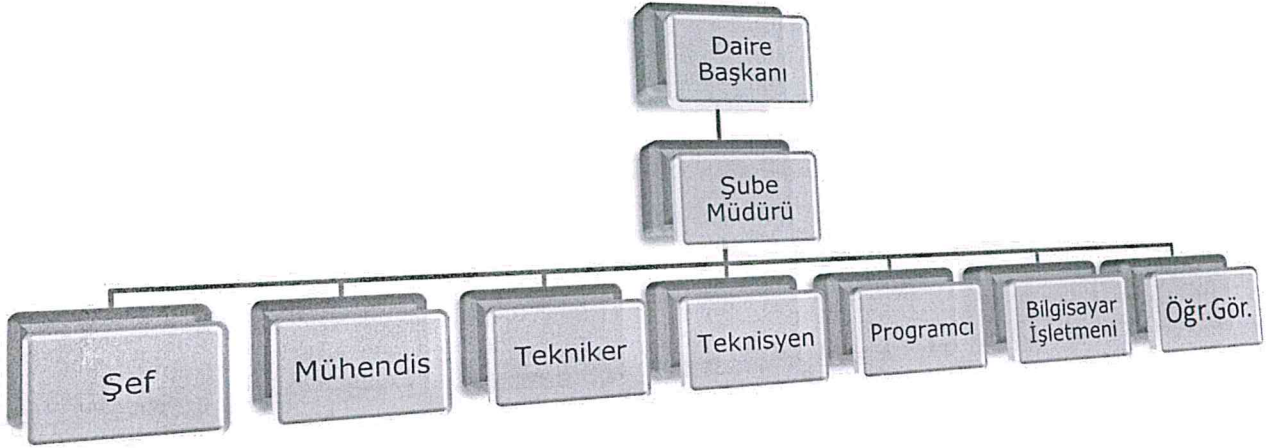 Daire
Başkanı
Şube
Müdürü
Şef
Mühendis
Tekniker
Teknisyen
Programcı
Bilgisayar
İşletmeni
Öğr.Gör.